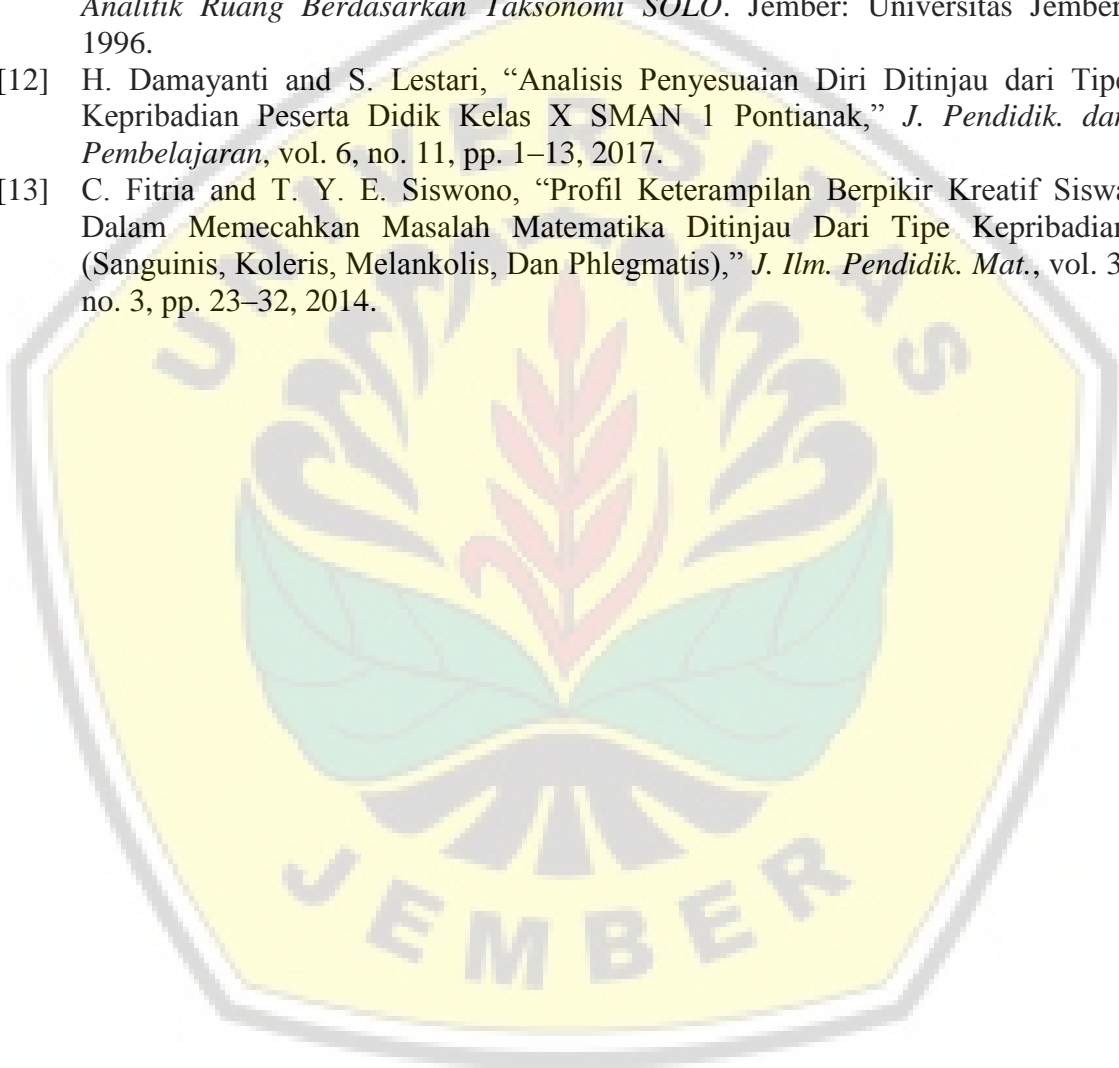 Analitik Ruang Berdasarkan Taksonomi SOLO. Jember: Universitas Jember
1996.
[12] H. Damayanti and S. Lestari, “Analisis Penyesuaian Diri Ditinjau dari Tipe
Kepribadian Peserta Didik Kelas X SMAN 1 Pontianak,” J. Pendidik. dan
Pembelajaran, vol. 6, no. 11, pp. 1–13, 2017.
[13] C. Fitria and T. Y. E. Siswono, “Profil Keterampilan Berpikir Kreatif Siswa
Dalam Memecahkan Masalah Matematika Ditinjau Dari Tipe Kepribadian
(Sanguinis, Koleris, Melankolis, Dan Phlegmatis),” J. Ilm. Pendidik. Mat., vol. 3
no. 3, pp. 23–32, 2014.
UNIVERSITAS
JEMBER